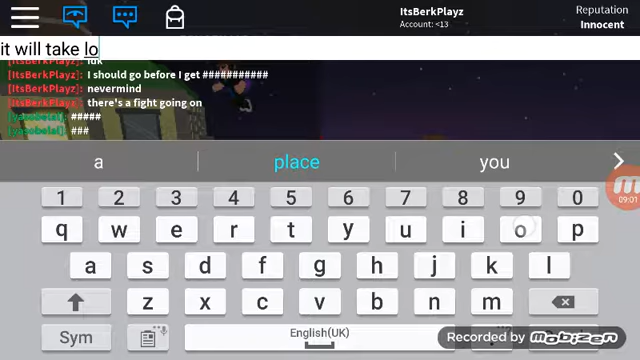 ItsBerkPlayz
Account: <13
Reputation
Innocent
it will take lo
[ItsBerkPlayz]: idk
[ItsBerkPlayz]: I should go before I get ###########
[ItsBerkPlayz]: nevermind
[ItsBerkPlayz]: there's a fight going on
#####
###
a place you
1 2 3 4 5 6 7 8 9 0
q w e r t y u i o p
a s d f g h j k l
z x c v b n m
Sym
English(UK)
09:01
Recorded by Mobizen